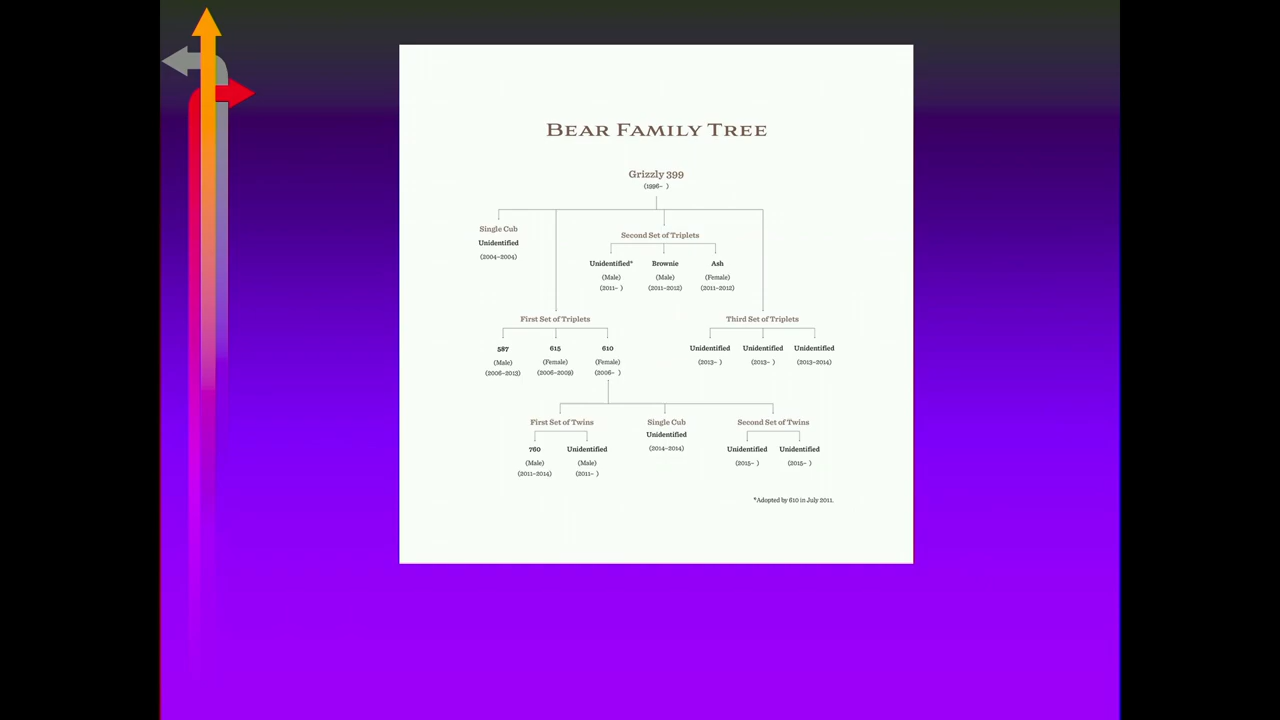 BEAR FAMILY TREE
Grizzly 399
(1996– )
Single Cub
Unidentified
(2004–2004)
Second Set of Triplets
Unidentified* Brownie Ash
(Male) (Male) (Female)
(2011– ) (2011–2012) (2011–2012)
First Set of Triplets
587 615 610
(Male) (Female) (Female)
(2006–2013) (2006–2009) (2006– )
Third Set of Triplets
Unidentified Unidentified Unidentified
(2013– ) (2013– ) (2013–2014)
First Set of Twins
760 Unidentified
(Male) (Male)
(2011–2014) (2011– )
Single Cub
Unidentified
(2014–2014)
Second Set of Twins
Unidentified Unidentified
(2015– ) (2015– )
*Adopted by 610 in July 2011.